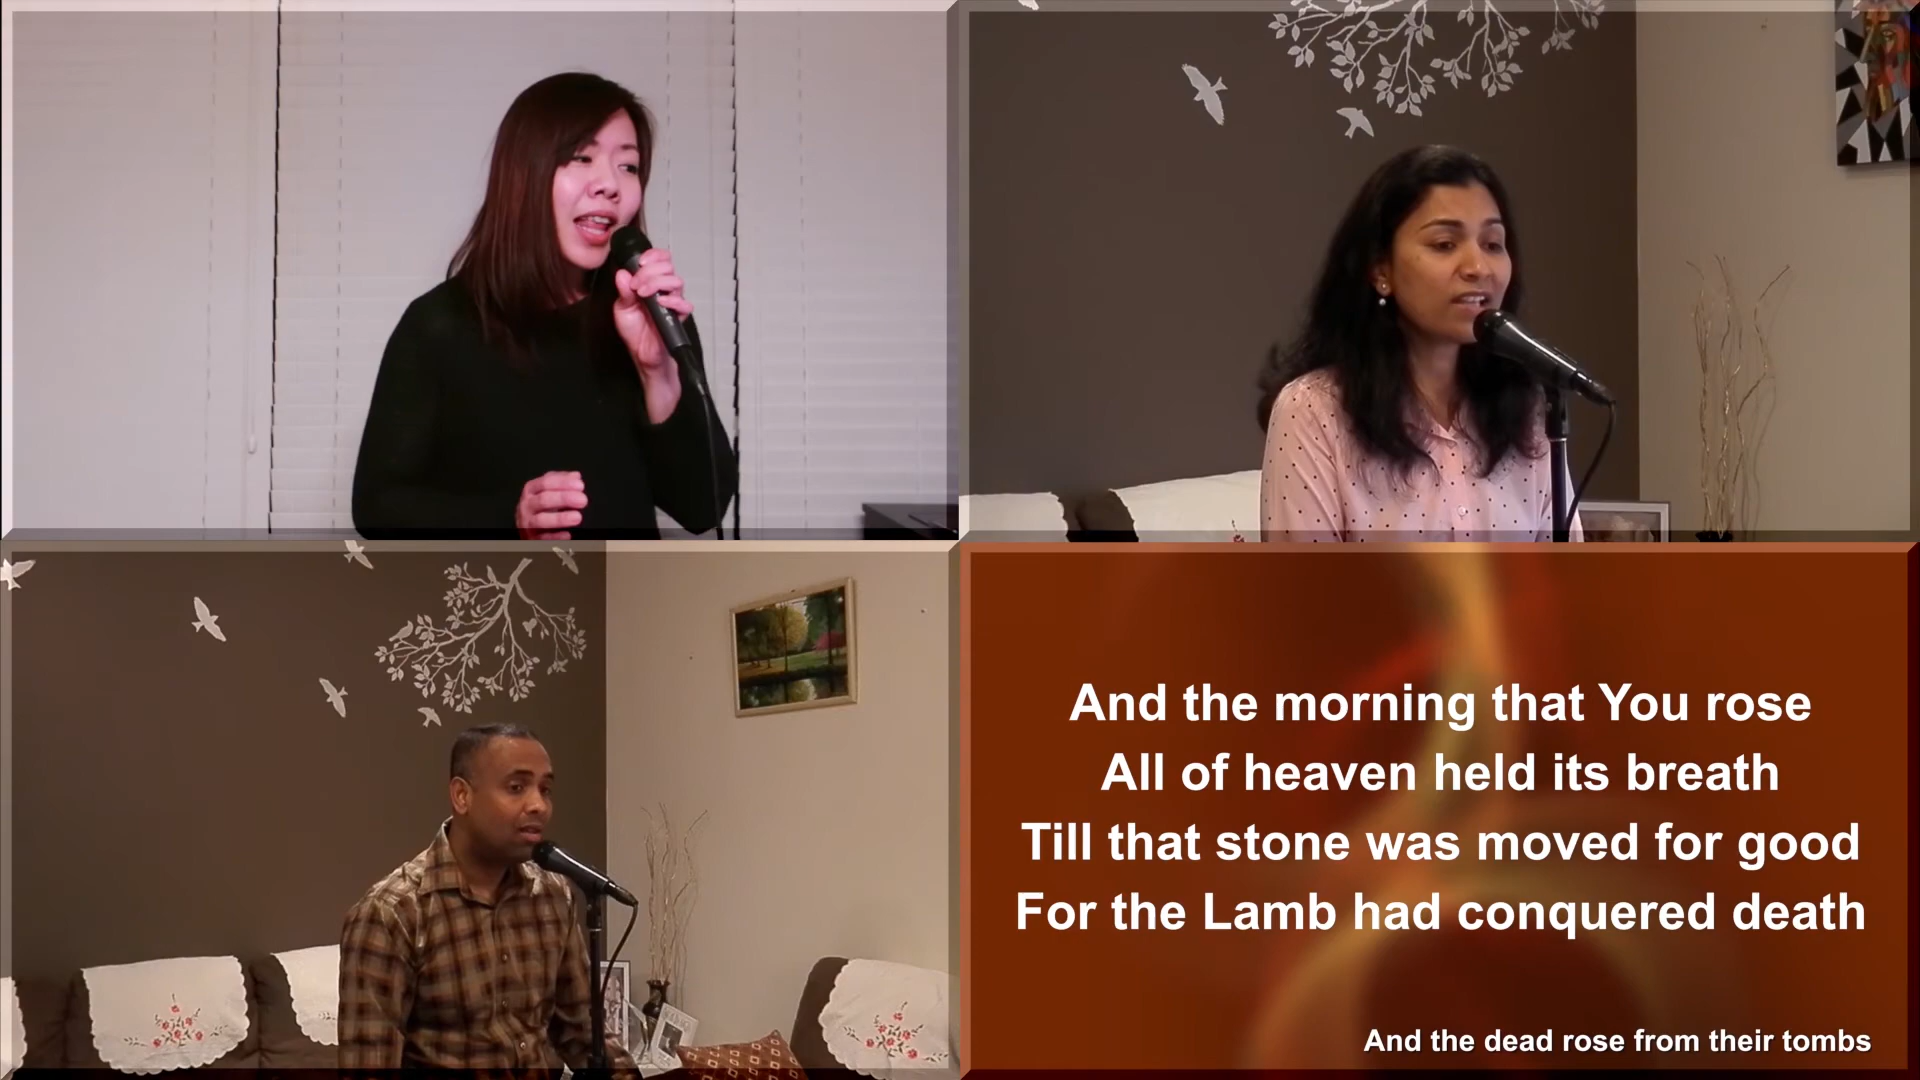 And the morning that You rose
All of heaven held its breath
Till that stone was moved for good
For the Lamb had conquered death
And the dead rose from their tombs